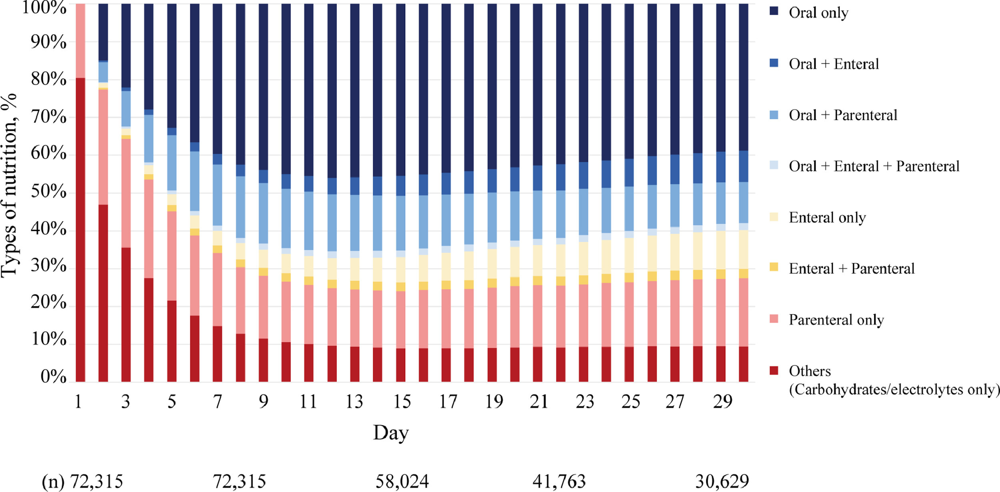 Types of nutrition, %
100%
90%
80%
70%
60%
50%
40%
30%
20%
10%
0%
1 3 5 7 9 11 13 15 17 19 21 23 25 27 29
Day
(n) 72,315 72,315 58,024 41,763 30,629
Oral only
Oral + Enteral
Oral + Parenteral
Oral + Enteral + Parenteral
Enteral only
Enteral + Parenteral
Parenteral only
Others
(Carbohydrates/electrolytes only)